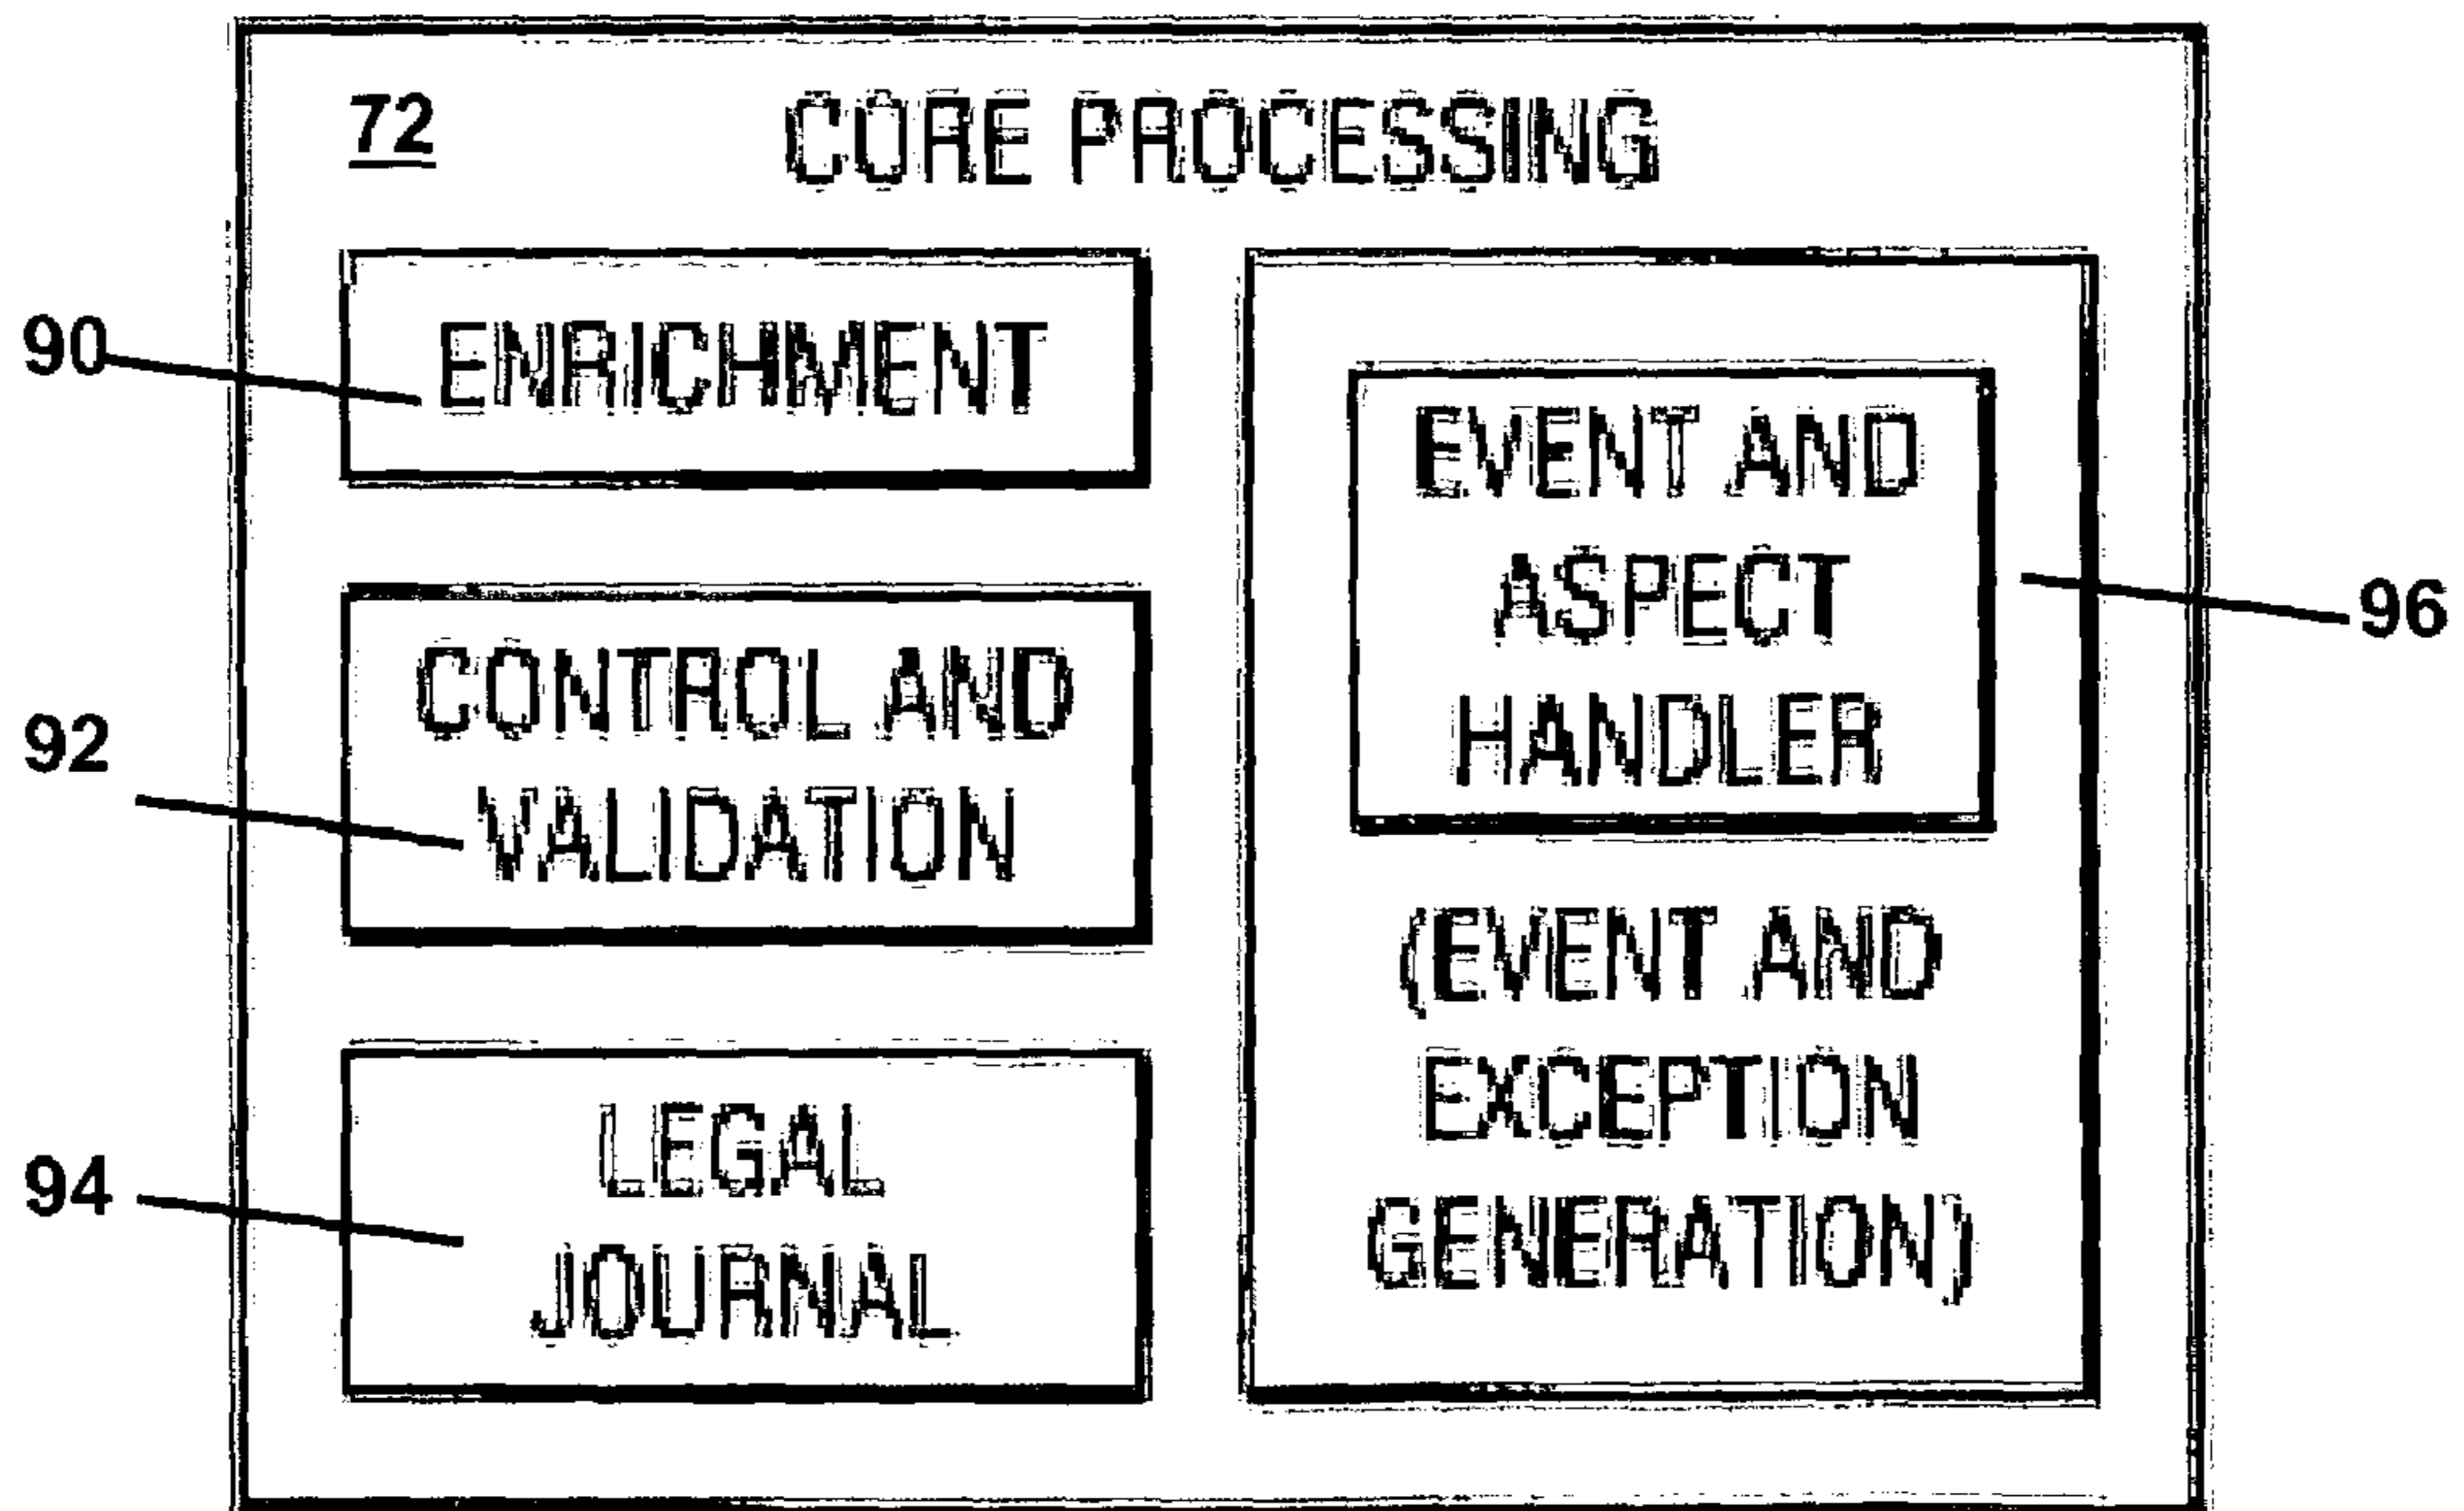 72
CORE PROCESSING
90
ENRICHMENT
92
CONTROL AND
VALIDATION
94
LEGAL
JOURNAL
EVENT AND
ASPECT
HANDLER
96
(EVENT AND
EXCEPTION
GENERATION)